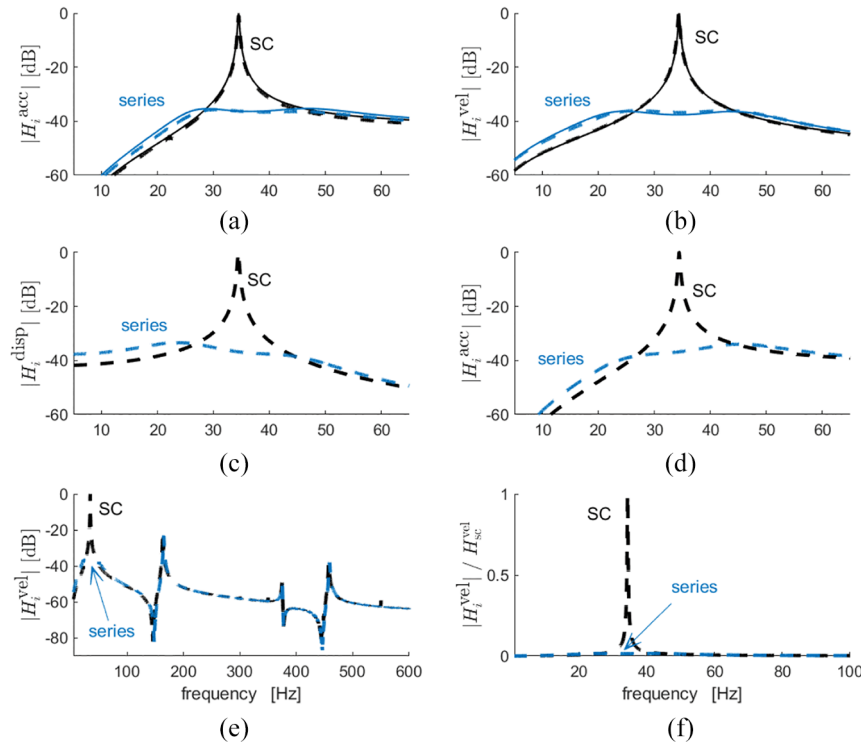 |H_i^acc| [dB]
0
-20
-40
-60
SC
series
10 20 30 40 50 60
(a)
|H_i^vel| [dB]
0
-20
-40
-60
SC
series
10 20 30 40 50 60
(b)
|H_i^disp| [dB]
0
-20
-40
-60
SC
series
10 20 30 40 50 60
(c)
|H_i^acc| [dB]
0
-20
-40
-60
SC
series
10 20 30 40 50 60
(d)
|H_i^vel| [dB]
0
-20
-40
-60
-80
SC
series
100 200 300 400 500 600
frequency [Hz]
(e)
|H_i^vel| / H_sc^vel
1
0.5
0
SC
series
20 40 60 80 100
frequency [Hz]
(f)